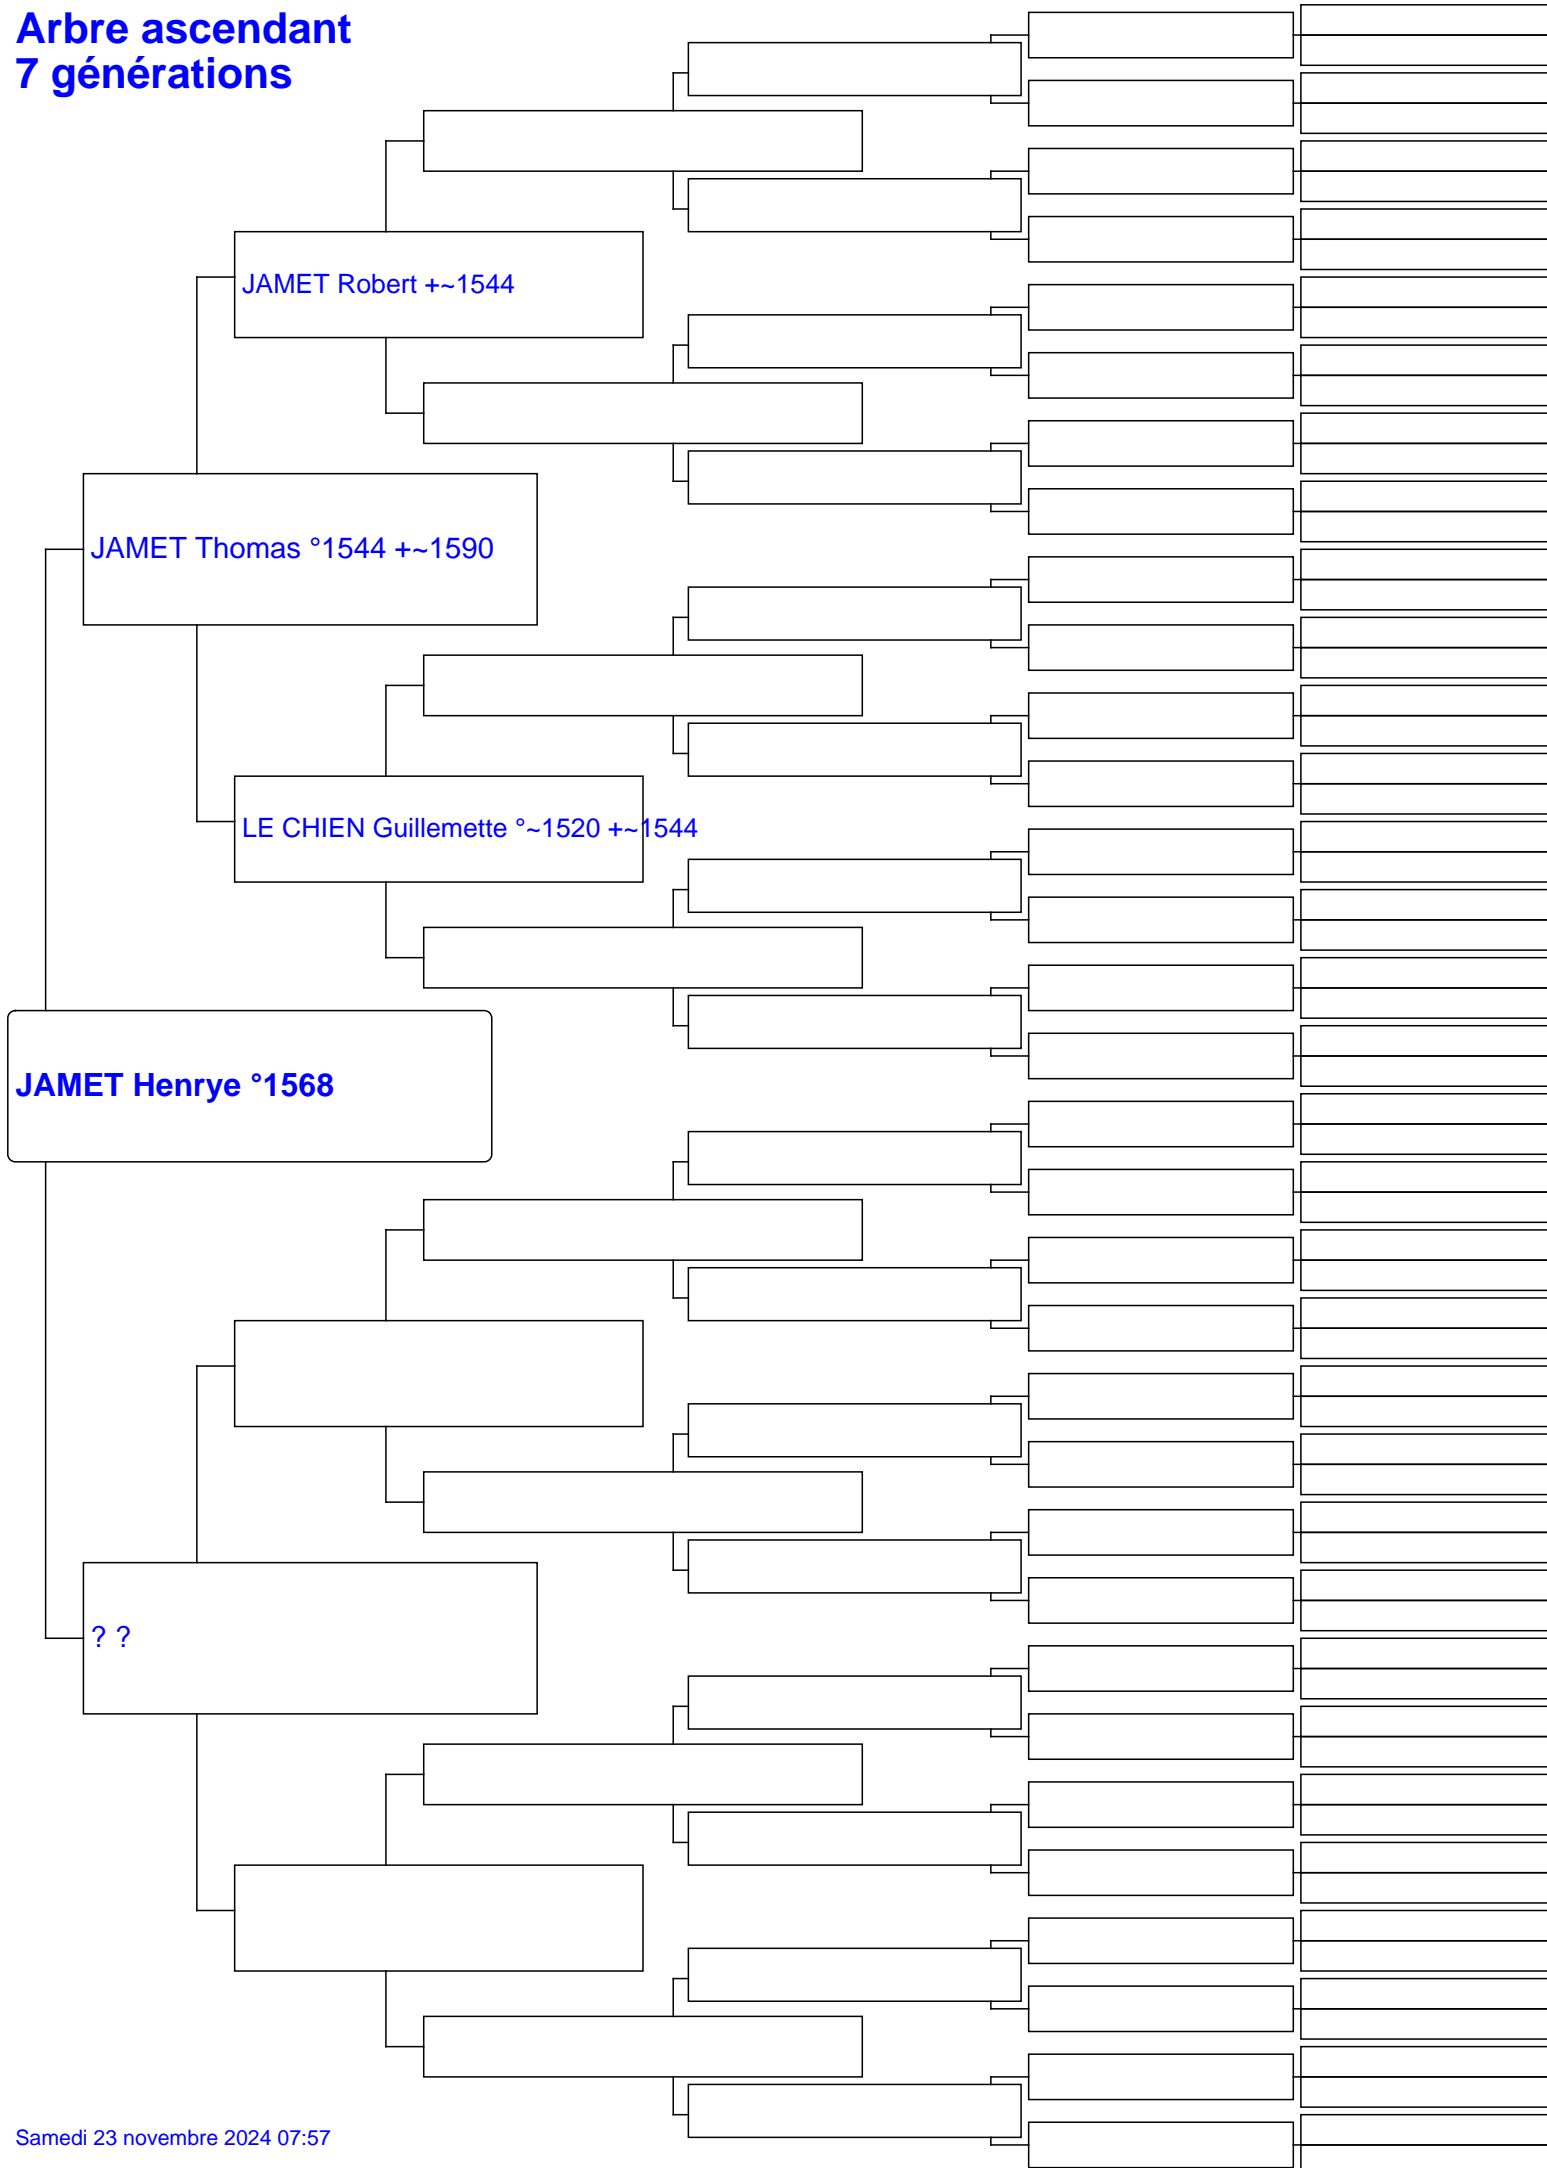 Arbre ascendant
7 générations
JAMET Robert +~1544
JAMET Thomas °1544 +~1590
LE CHIEN Guillemette °~1520 +~1544
JAMET Henrye °1568
? ?
Samedi 23 novembre 2024 07:57